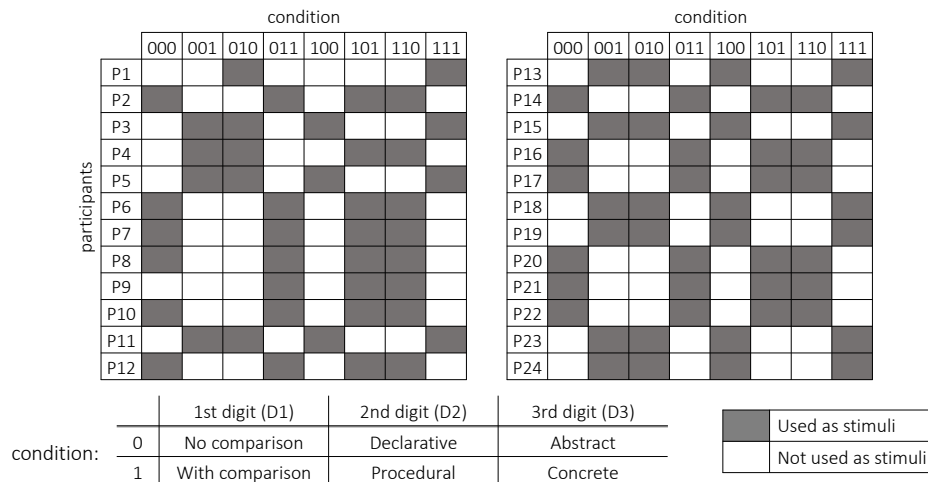 condition condition
000 001 010 011 100 101 110 111 000 001 010 011 100 101 110 111
participants
P1 P13
P2 P14
P3 P15
P4 P16
P5 P17
P6 P18
P7 P19
P8 P20
P9 P21
P10 P22
P11 P23
P12 P24
1st digit (D1) 2nd digit (D2) 3rd digit (D3)
condition:
0 No comparison Declarative Abstract
1 With comparison Procedural Concrete
Used as stimuli
Not used as stimuli